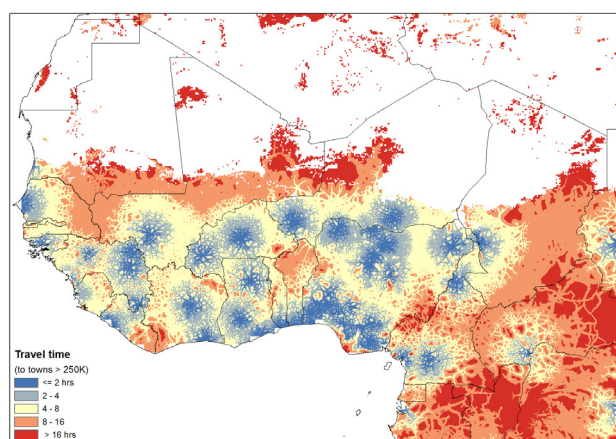 Travel time
(to towns > 250K)
<= 2 hrs
2 - 4
4 - 8
8 - 16
> 16 hrs